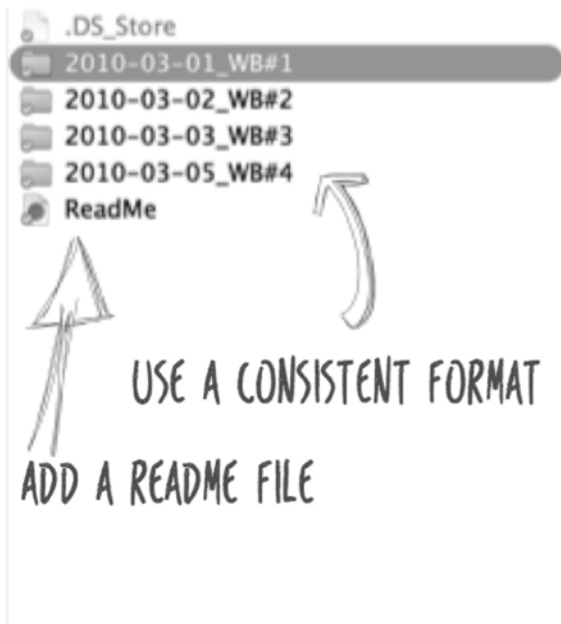 .DS_Store
2010-03-01_WB#1
2010-03-02_WB#2
2010-03-03_WB#3
2010-03-05_WB#4
ReadMe
USE A CONSISTENT FORMAT
ADD A README FILE